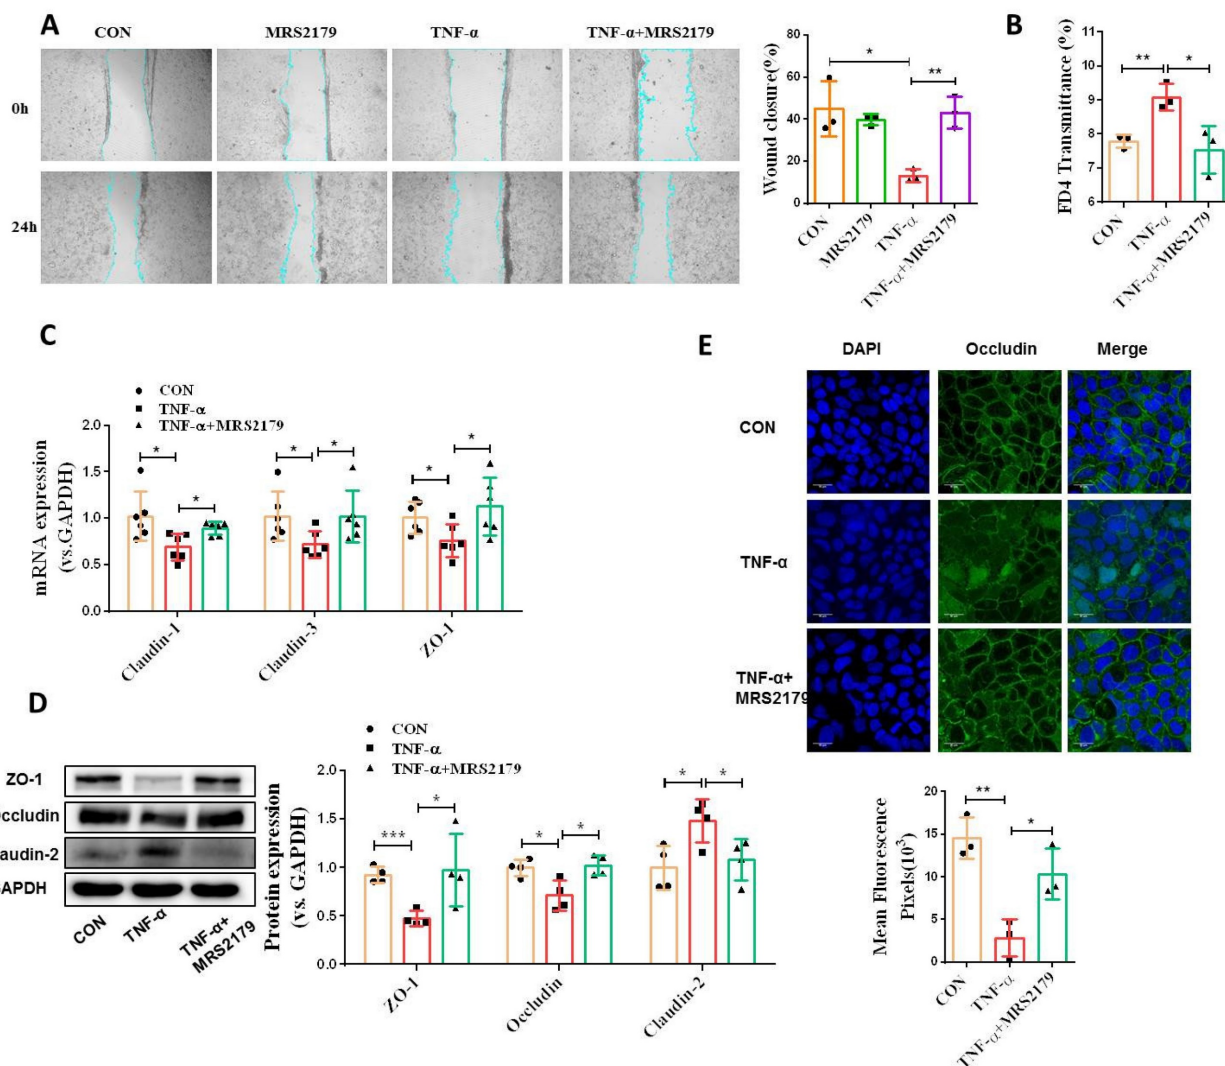 A
CON
MRS2179
TNF-α
TNF-α+MRS2179
0h
24h
Wound closure(%)
60
40
20
0
*
**
CON
MRS2179
TNF-α
TNF-α+MRS2179
B
FD4 Transmittance (%)
11
10
9
8
7
6
**
*
CON
TNF-α
TNF-α+MRS2179
C
CON
TNF-α
TNF-α+MRS2179
mRNA expression
(vs.GAPDH)
2.0
1.5
1.0
0.5
0.0
*
*
*
*
*
*
Claudin-1
Claudin-3
ZO-1
D
ZO-1
Occludin
laudin-2
GAPDH
CON
TNF-α
TNF-α+
MRS2179
CON
TNF-α
TNF-α+MRS2179
Protein expression
(vs. GAPDH)
2.0
1.5
1.0
0.5
0.0
***
*
*
*
*
*
ZO-1
Occludin
Claudin-2
E
DAPI
Occludin
Merge
CON
TNF-α
TNF-α+
MRS2179
Mean Fluorescence
Pixels(10³)
20
15
10
5
0
**
*
CON
TNF-α
TNF-α+MRS2179